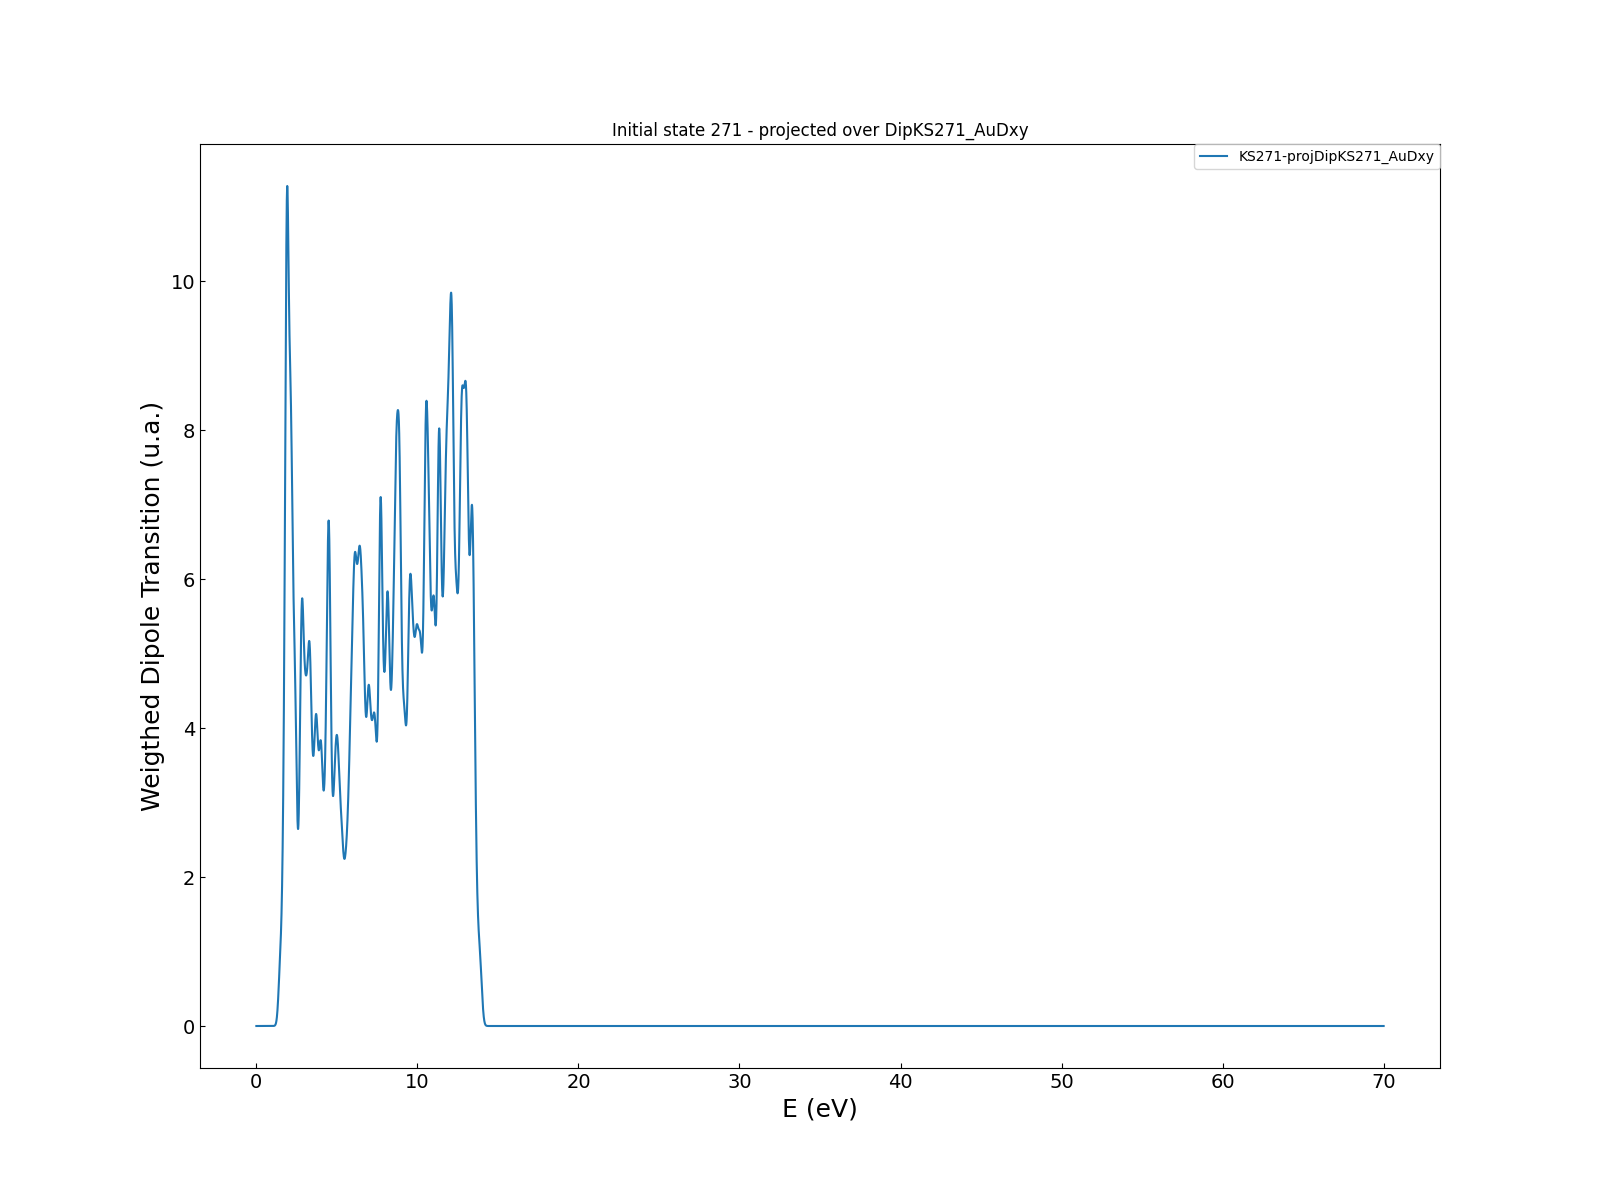 Initial state 271 - projected over DipKS271_AuDxy
KS271-projDipKS271_AuDxy
Weigthed Dipole Transition (u.a.)
10
8
6
4
2
0
0 10 20 30 40 50 60 70
E (eV)